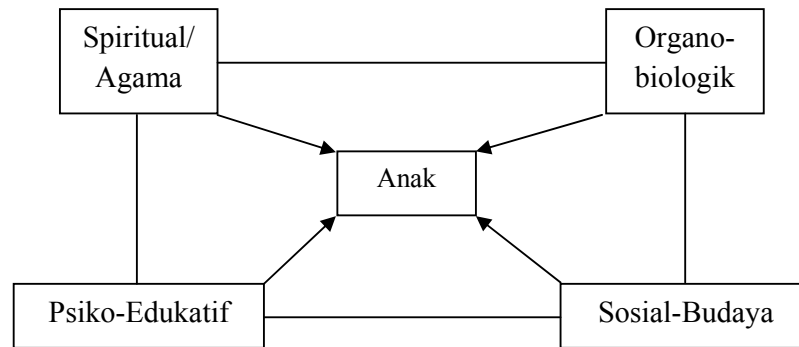 Spiritual/
Agama
Organo-
biologik
Anak
Psiko-Edukatif
Sosial-Budaya